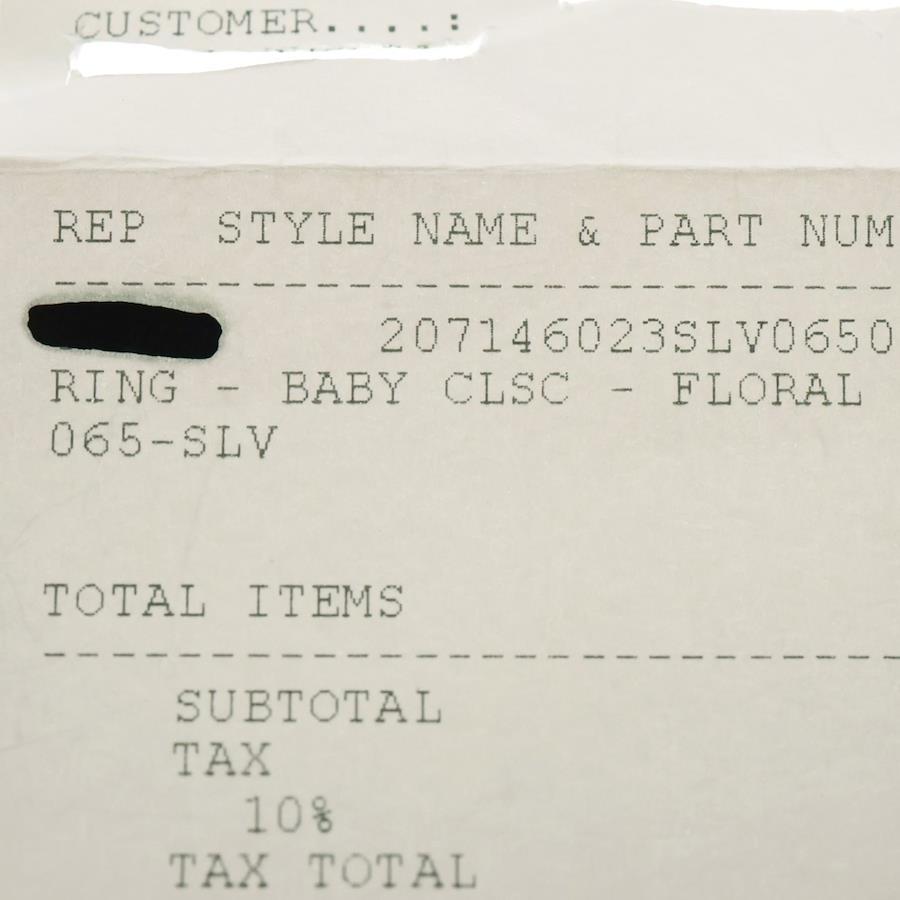 CUSTOMER....:
REP STYLE NAME & PART NUM
--------------------------
207146023SLV0650
RING - BABY CLSC - FLORAL
065-SLV
TOTAL ITEMS
--------------------------
SUBTOTAL
TAX
10%
TAX TOTAL